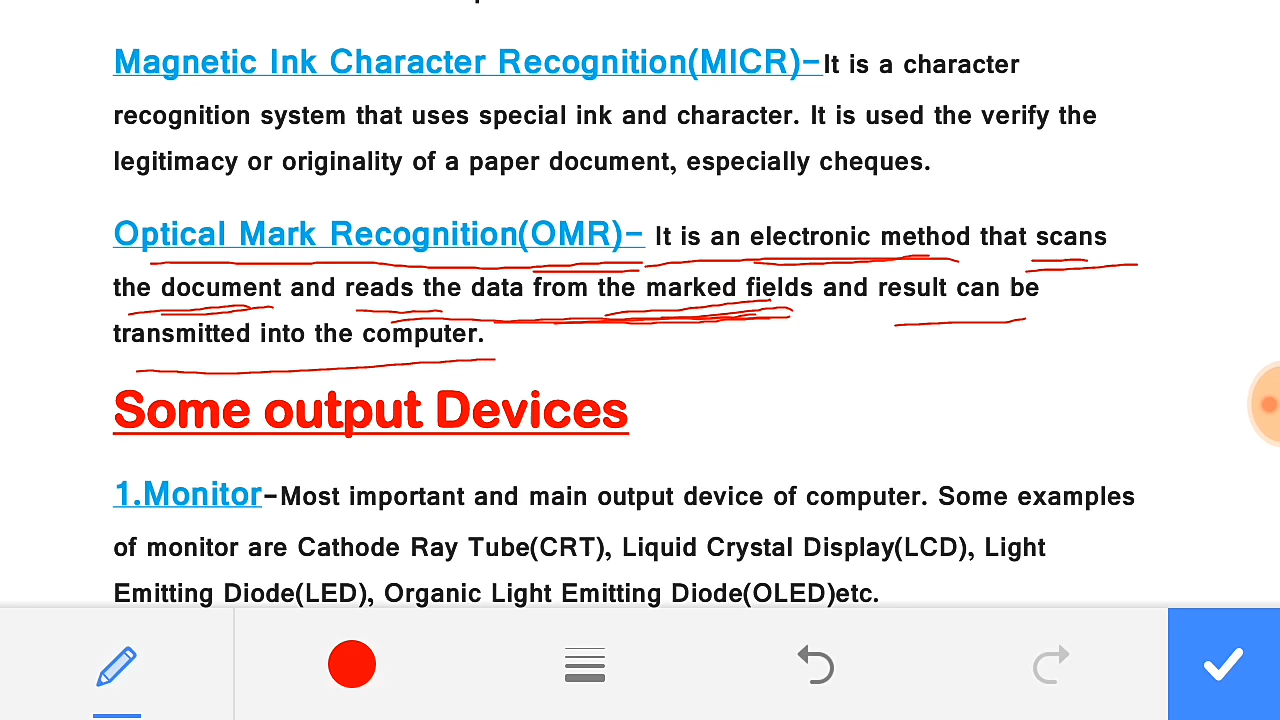 Magnetic Ink Character Recognition(MICR)-It is a character
recognition system that uses special ink and character. It is used the verify the
legitimacy or originality of a paper document, especially cheques.
Optical Mark Recognition(OMR)- It is an electronic method that scans
the document and reads the data from the marked fields and result can be
transmitted into the computer.
Some output Devices
1.Monitor-Most important and main output device of computer. Some examples
of monitor are Cathode Ray Tube(CRT), Liquid Crystal Display(LCD), Light
Emitting Diode(LED), Organic Light Emitting Diode(OLED)etc.